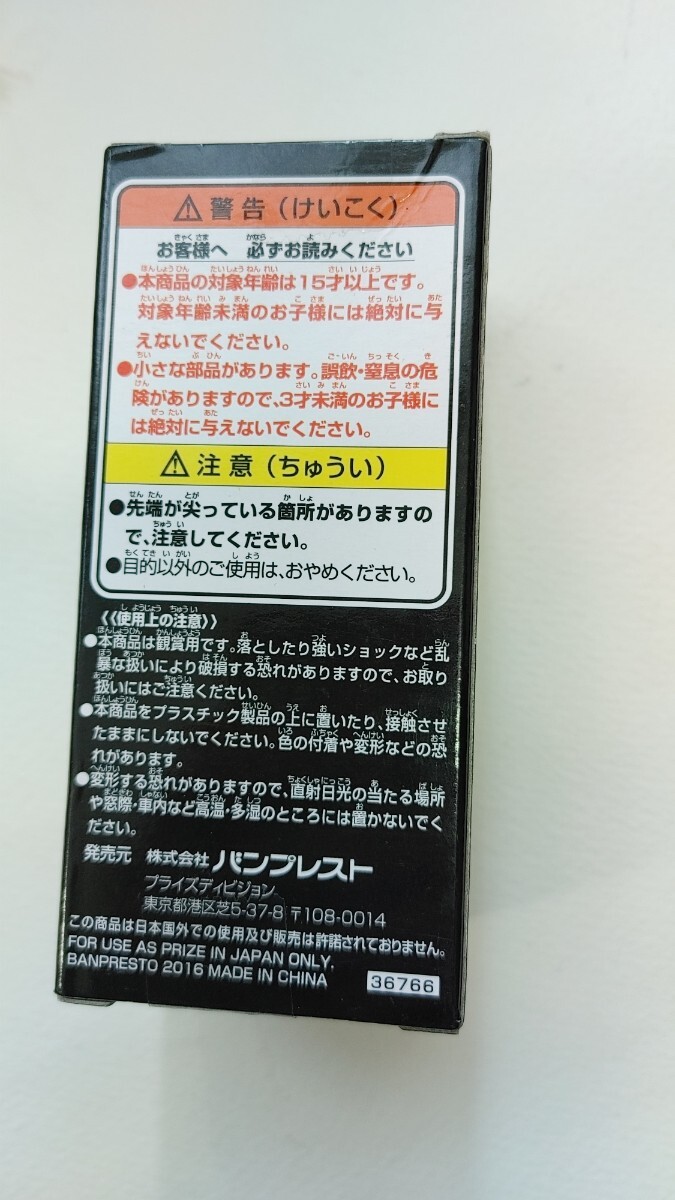 ⚠警告（けいこく）
お客様へ 必ずお読みください
●本商品の対象年齢は15才以上です。
対象年齢未満のお子様には絶対に与
えないでください。
●小さな部品があります。誤飲・窒息の危
険がありますので、3才未満のお子様に
は絶対に与えないでください。
⚠注意（ちゅうい）
●先端が尖っている箇所がありますの
で、注意してください。
●目的以外のご使用は、おやめください。
《使用上の注意》
●本商品は観賞用です。落としたり強いショックなど乱
暴な扱いにより破損する恐れがありますので、お取り
扱いにはご注意ください。
●本商品をプラスチック製品の上に置いたり、接触させ
たままにしないでください。色の付着や変形などの恐
れがあります。
●変形する恐れがありますので、直射日光の当たる場所
や窓際・車内など高温・多湿のところには置かないでく
ださい。
発売元 株式会社 バンプレスト
プライズディビジョン
東京都港区芝5-37-8 〒108-0014
この商品は日本国外での使用及び販売は許諾されておりません。
FOR USE AS PRIZE IN JAPAN ONLY.
BANPRESTO 2016 MADE IN CHINA
36766